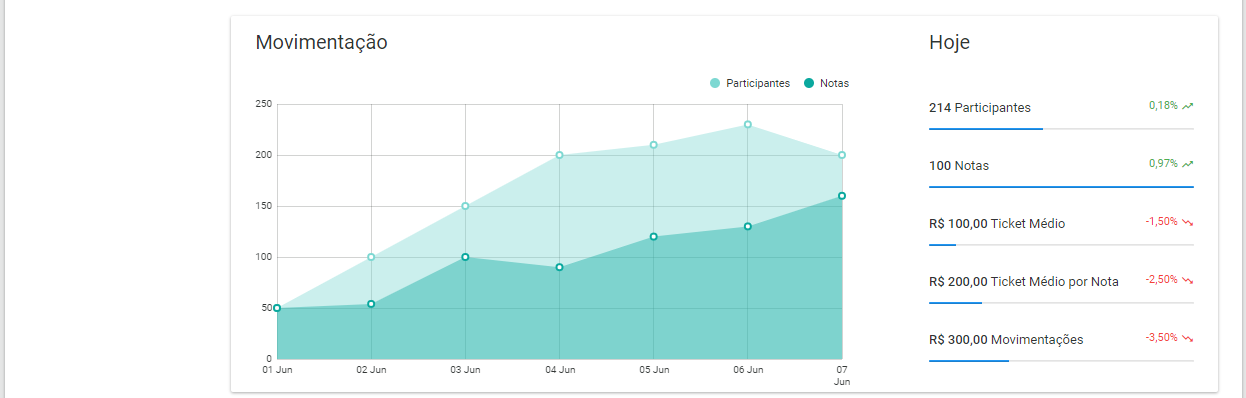 Movimentação
Participantes
Notas
250
200
150
100
50
0
01 Jun
02 Jun
03 Jun
04 Jun
05 Jun
06 Jun
07
Jun
Hoje
214 Participantes
0,18%
100 Notas
0,97%
R$ 100,00 Ticket Médio
-1,50%
R$ 200,00 Ticket Médio por Nota
-2,50%
R$ 300,00 Movimentações
-3,50%